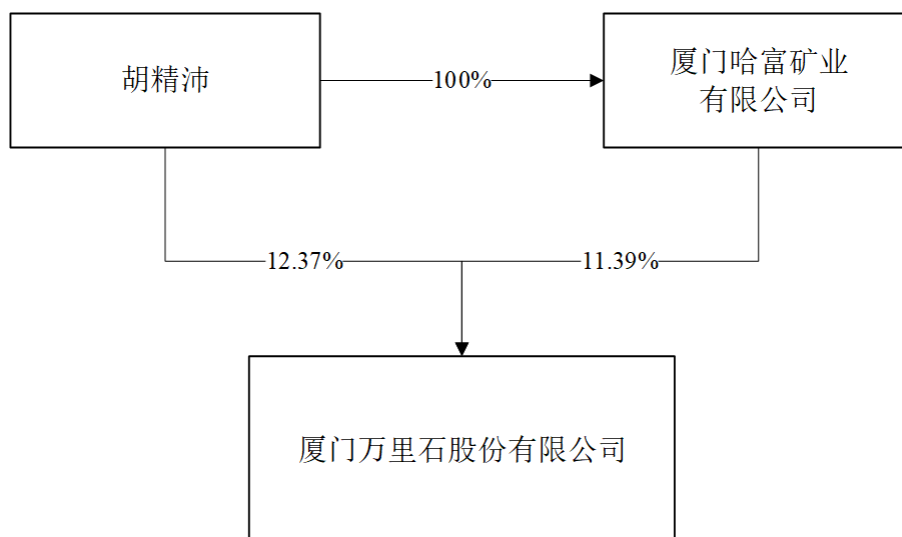 胡精沛
100%
厦门哈富矿业
有限公司
12.37%
11.39%
厦门万里石股份有限公司